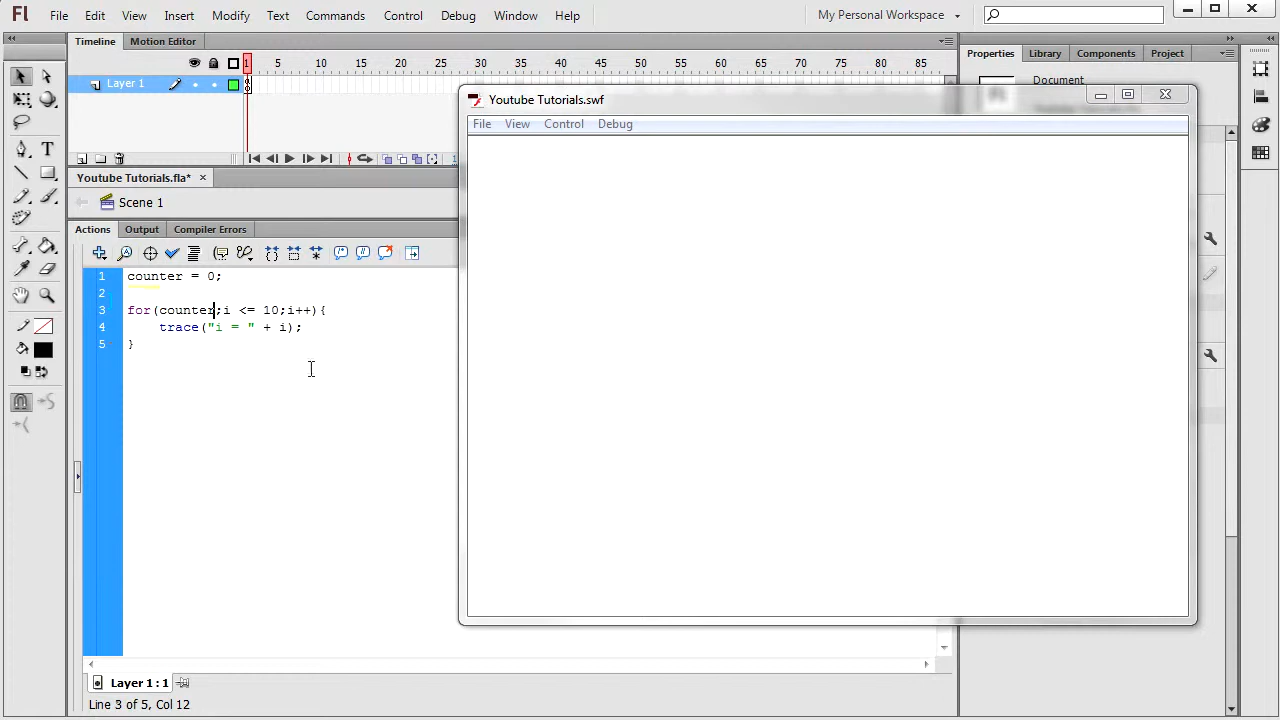 Fl File Edit View Insert Modify Text Commands Control Debug Window Help My Personal Workspace
Timeline Motion Editor Properties Library Components Project
1 5 10 15 20 25 30 35 40 45 50 55 60 65 70 75 80 85
Document
Layer 1
Youtube Tutorials.swf
File View Control Debug
Youtube Tutorials.fla*
Scene 1
Actions Output Compiler Errors
1 counter = 0;
2
3 for(counter;i <= 10;i++){
4 trace("i = " + i);
5 }
Layer 1 : 1
Line 3 of 5, Col 12